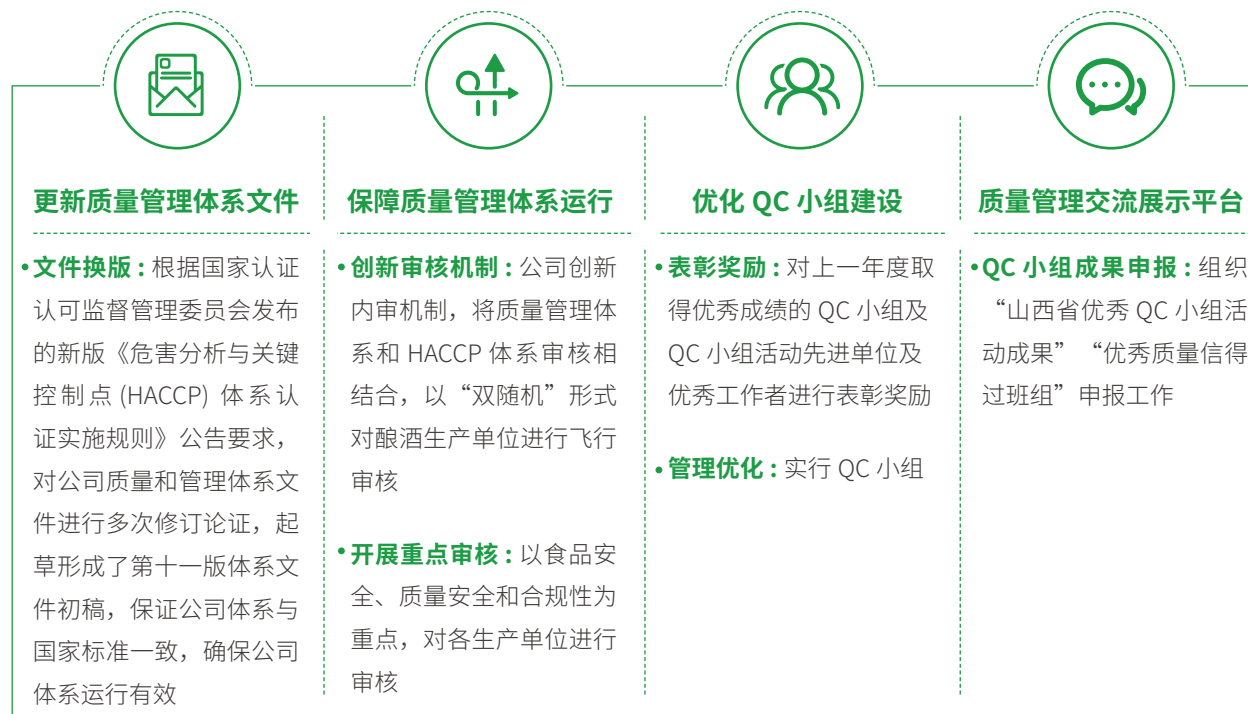 更新质量管理体系文件
•文件换版：根据国家认证
认可监督管理委员会发布
的新版《危害分析与关键
控制点 (HACCP) 体系认
证实施规则》公告要求，
对公司质量和管理体系文
件进行多次修订论证，起
草形成了第十一版体系文
件初稿，保证公司体系与
国家标准一致，确保公司
体系运行有效
保障质量管理体系运行
•创新审核机制：公司创新
内审机制，将质量管理体
系和 HACCP 体系审核相
结合，以“双随机”形式
对酿酒生产单位进行飞行
审核
•开展重点审核：以食品安
全、质量安全和合规性为
重点，对各生产单位进行
审核
优化 QC 小组建设
•表彰奖励：对上一年度取
得优秀成绩的 QC 小组及
QC 小组活动先进单位及
优秀工作者进行表彰奖励
•管理优化：实行 QC 小组
质量管理交流展示平台
•QC 小组成果申报：组织
“山西省优秀 QC 小组活
动成果”“优秀质量信得
过班组”申报工作